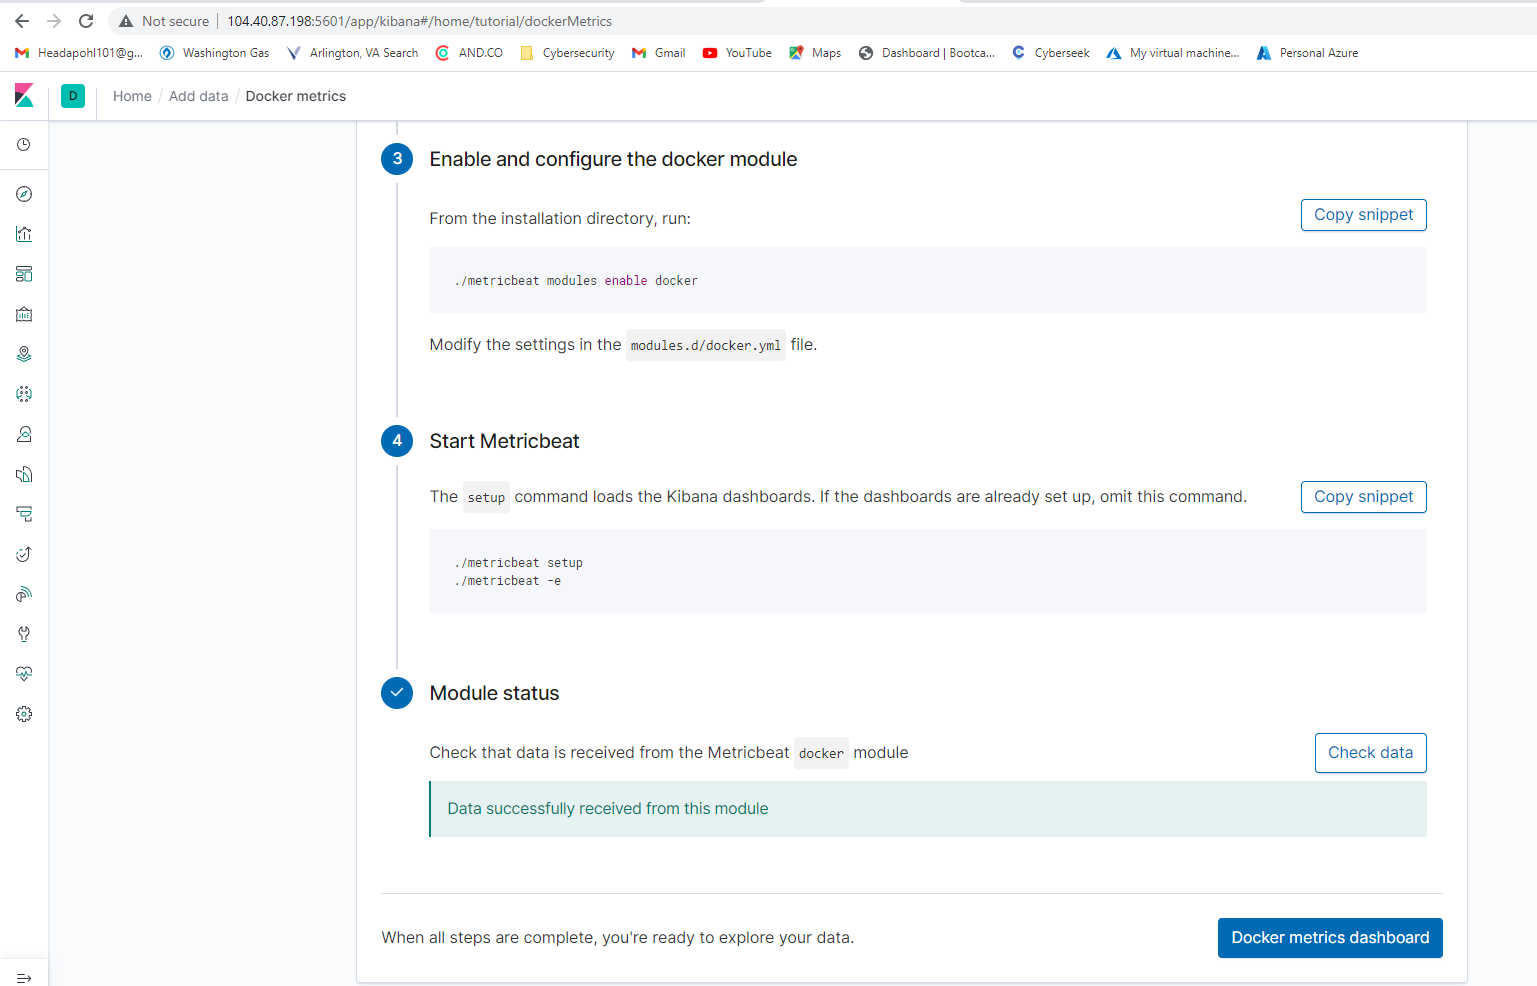 Not secure | 104.40.87.198:5601/app/kibana#/home/tutorial/dockerMetrics
Headapohl101@g... Washington Gas Arlington, VA Search AND.CO Cybersecurity Gmail YouTube Maps Dashboard | Bootca... Cyberseek My virtual machine... Personal Azure
D Home / Add data / Docker metrics
3 Enable and configure the docker module
From the installation directory, run: Copy snippet
./metricbeat modules enable docker
Modify the settings in the modules.d/docker.yml file.
4 Start Metricbeat
The setup command loads the Kibana dashboards. If the dashboards are already set up, omit this command. Copy snippet
./metricbeat setup
./metricbeat -e
Module status
Check that data is received from the Metricbeat docker module Check data
Data successfully received from this module
When all steps are complete, you're ready to explore your data. Docker metrics dashboard